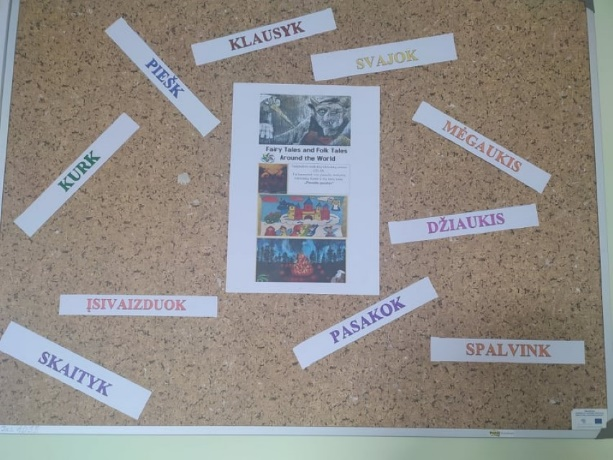 KLAUSYK
PIEŠK
SVAJOK
MĖGAUKIS
KURK
Fairy Tales and Folk Tales
Around the World
DŽIAUKIS
ĮSIVAIZDUOK
PASAKOK
SPALVINK
SKAITYK